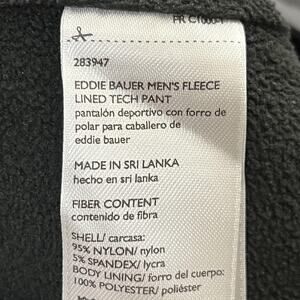 283947
EDDIE BAUER MEN'S FLEECE
LINED TECH PANT
pantalón deportivo con forro de
polar para caballero de
eddie bauer
MADE IN SRI LANKA
hecho en sri lanka
FIBER CONTENT
contenido de fibra
SHELL/ carcasa:
95% NYLON/ nylon
5% SPANDEX/ lycra
BODY LINING/ forro del cuerpo:
100% POLYESTER/ poliéster